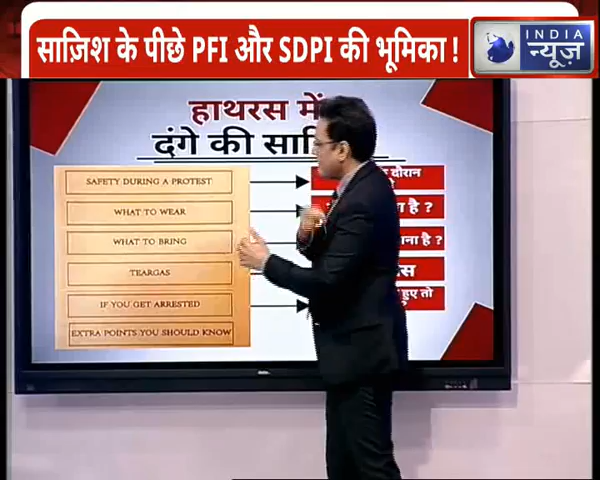 साज़िश के पीछे PFI और SDPI की भूमिका !
INDIA
न्यूज़
हाथरस में
दंगे की
SAFETY DURING A PROTEST
दौरान
WHAT TO WEAR
है ?
WHAT TO BRING
है ?
TEARGAS
IF YOU GET ARRESTED
हुए तो
EXTRA POINTS YOU SHOULD KNOW